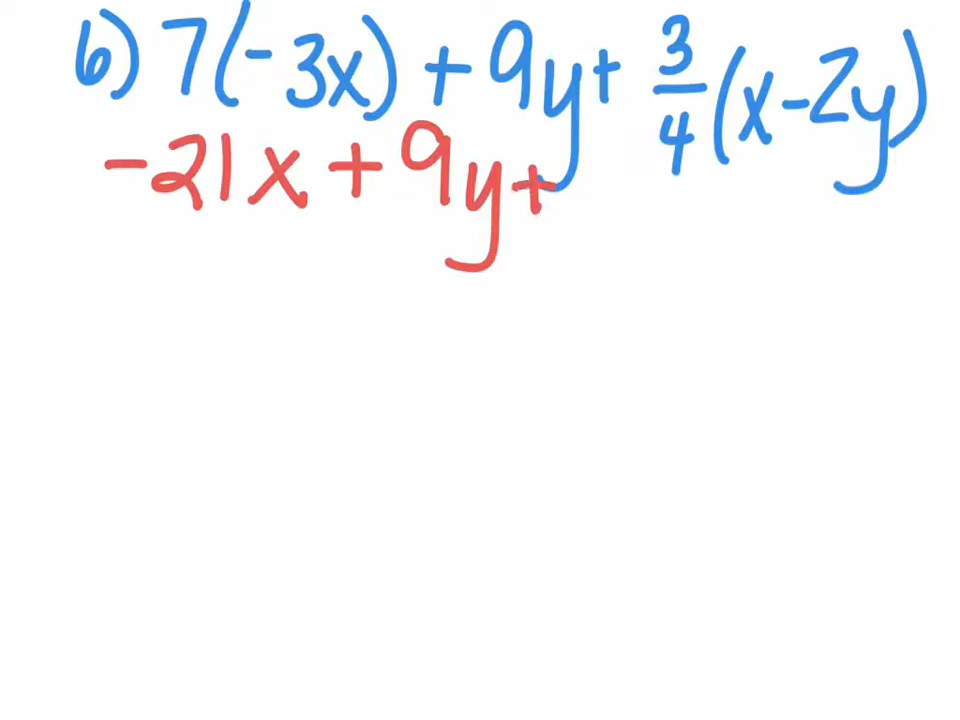 6) 7(-3x) + 9y + 3/4 (x - 2y)
-21x + 9y +